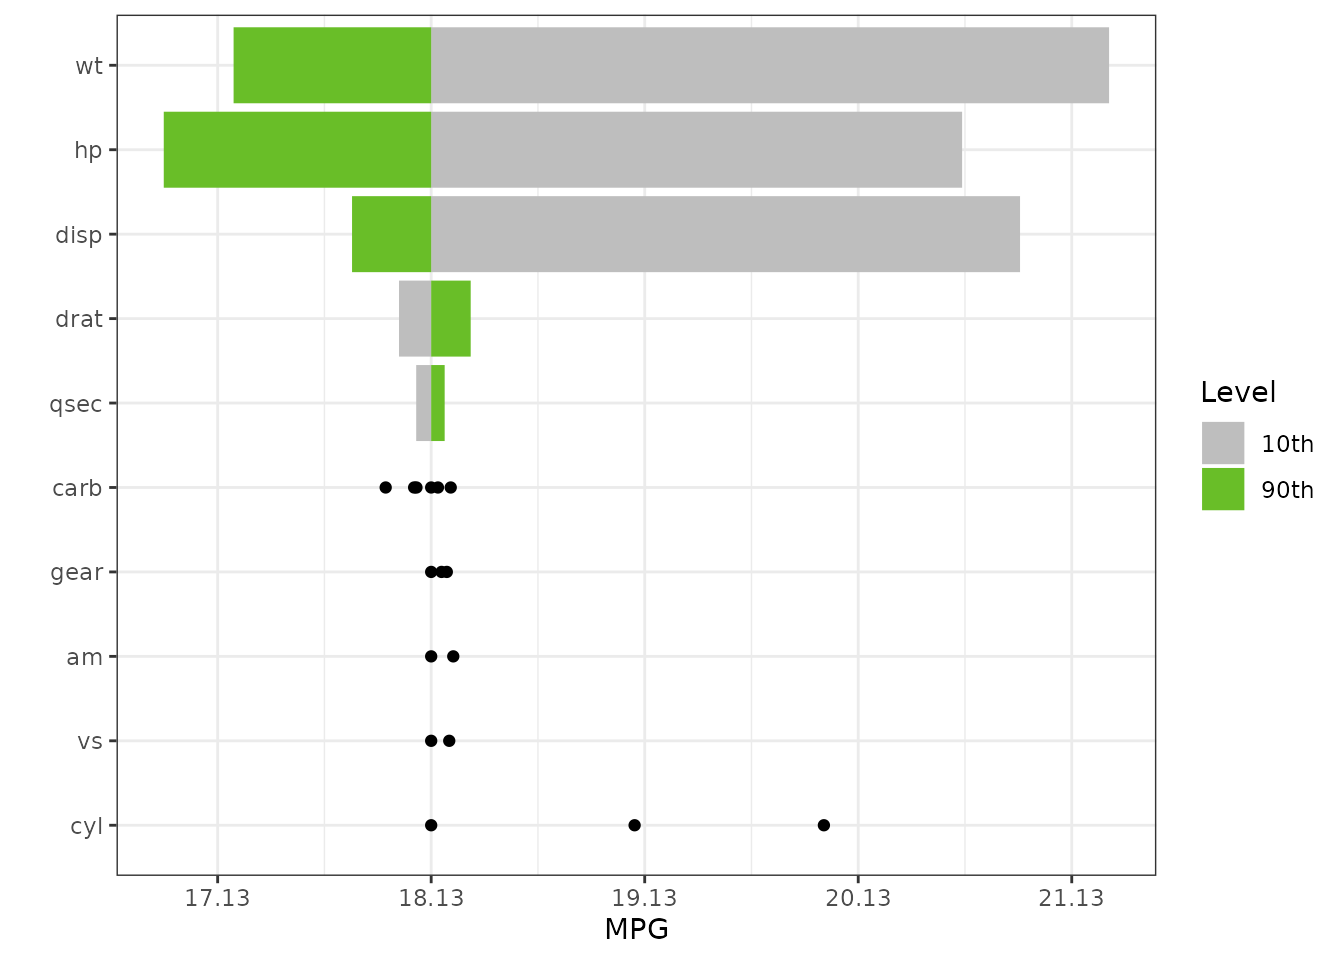 wt
hp
disp
drat
qsec
carb
gear
am
vs
cyl
17.13 18.13 19.13 20.13 21.13
MPG
Level
10th
90th